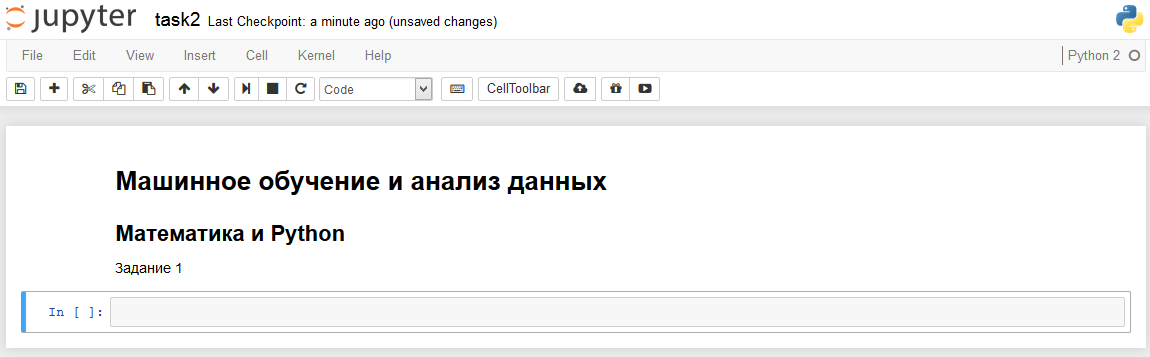 jupyter task2 Last Checkpoint: a minute ago (unsaved changes)
File Edit View Insert Cell Kernel Help Python 2
Code CellToolbar
Машинное обучение и анализ данных
Математика и Python
Задание 1
In [ ]: